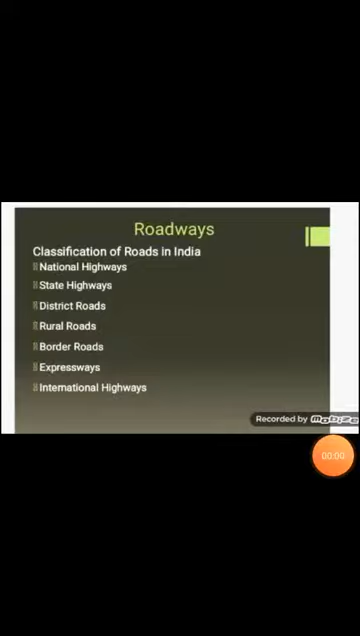 Roadways
Classification of Roads in India
National Highways
State Highways
District Roads
Rural Roads
Border Roads
Expressways
International Highways
Recorded by Mobizen
00:00